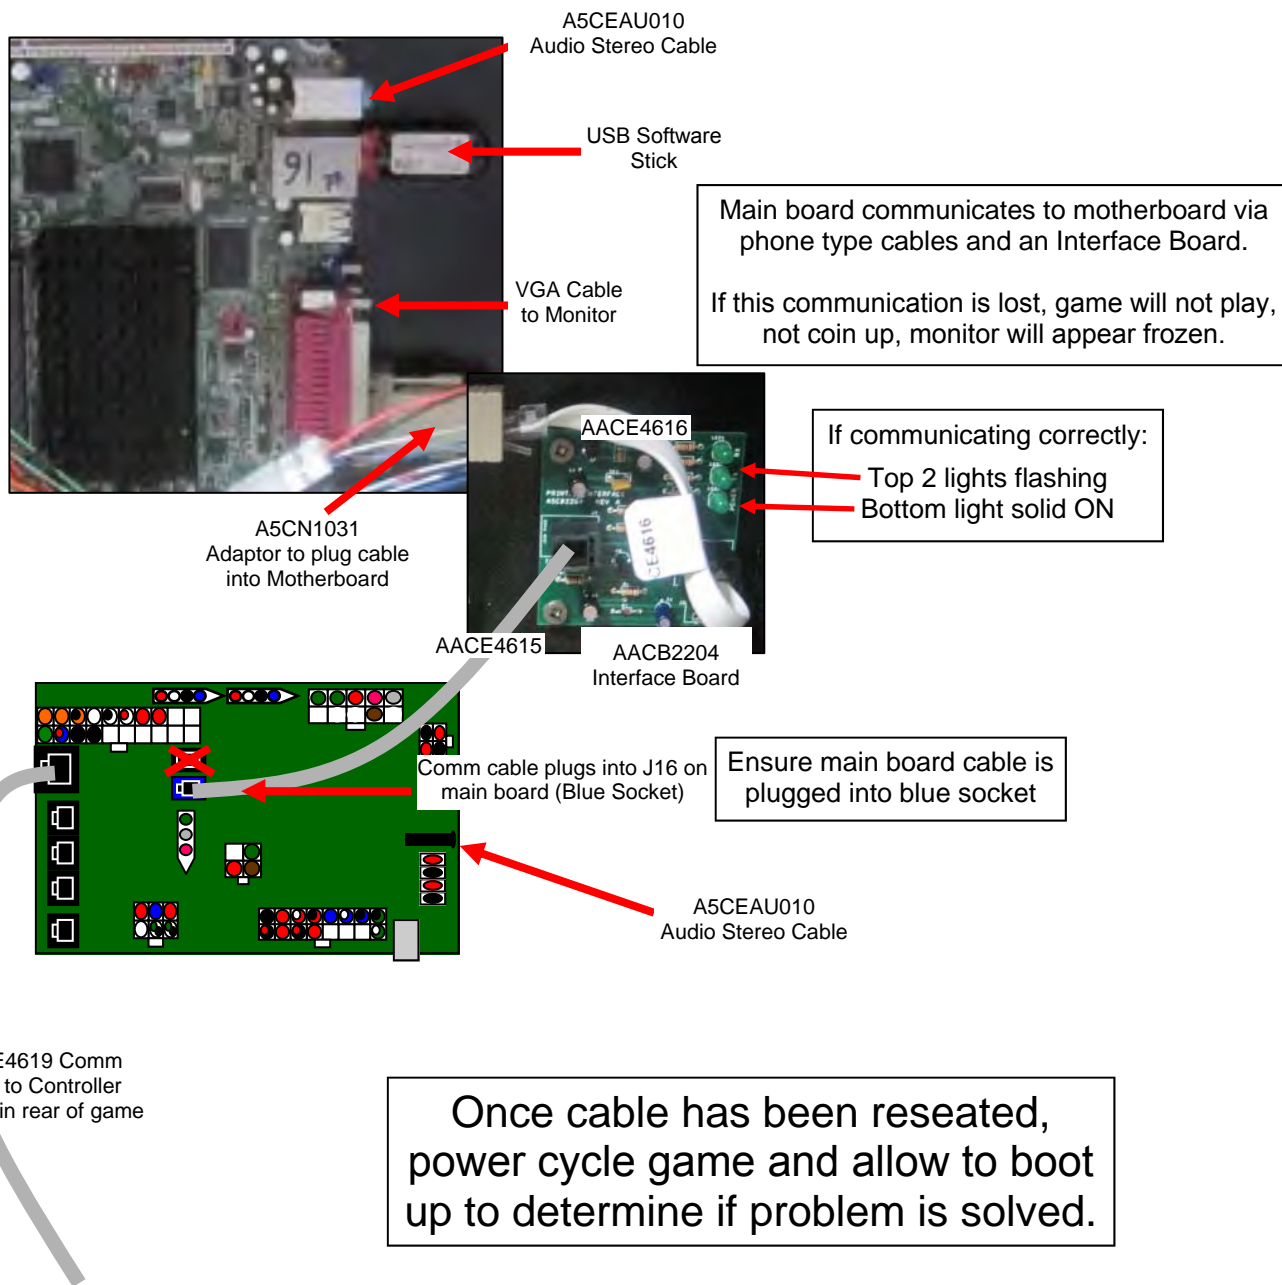 A5CEAU010
Audio Stereo Cable
USB Software
Stick
91
Main board communicates to motherboard via
phone type cables and an Interface Board.
If this communication is lost, game will not play,
not coin up, monitor will appear frozen.
VGA Cable
to Monitor
AACE4616
If communicating correctly:
Top 2 lights flashing
Bottom light solid ON
CE4616
A5CN1031
Adaptor to plug cable
into Motherboard
AACE4615
AACB2204
Interface Board
Comm cable plugs into J16 on
main board (Blue Socket)
Ensure main board cable is
plugged into blue socket
A5CEAU010
Audio Stereo Cable
E4619 Comm
to Controller
in rear of game
Once cable has been reseated,
power cycle game and allow to boot
up to determine if problem is solved.